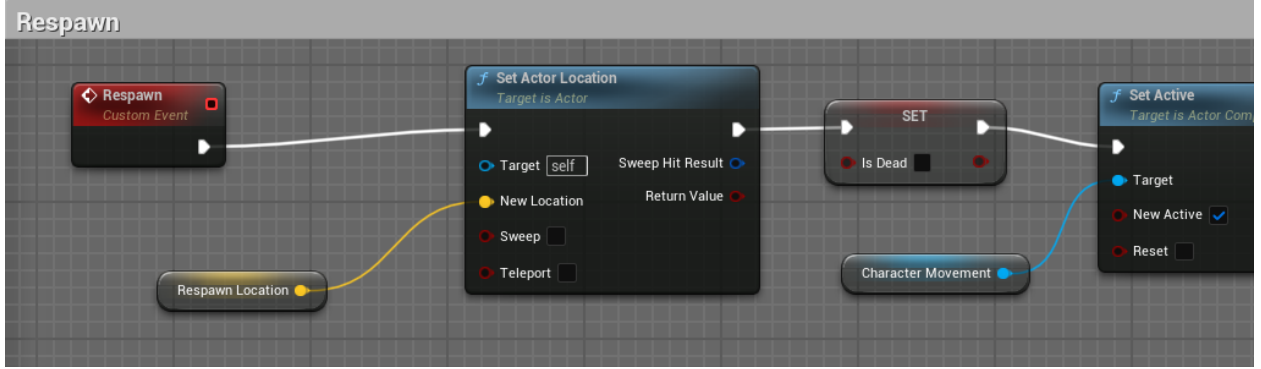 Respawn
Respawn
Custom Event
Set Actor Location
Target is Actor
Target self
Sweep Hit Result
New Location
Return Value
Sweep
Teleport
Respawn Location
SET
Is Dead
Character Movement
Set Active
Target is Actor Com
Target
New Active
Reset